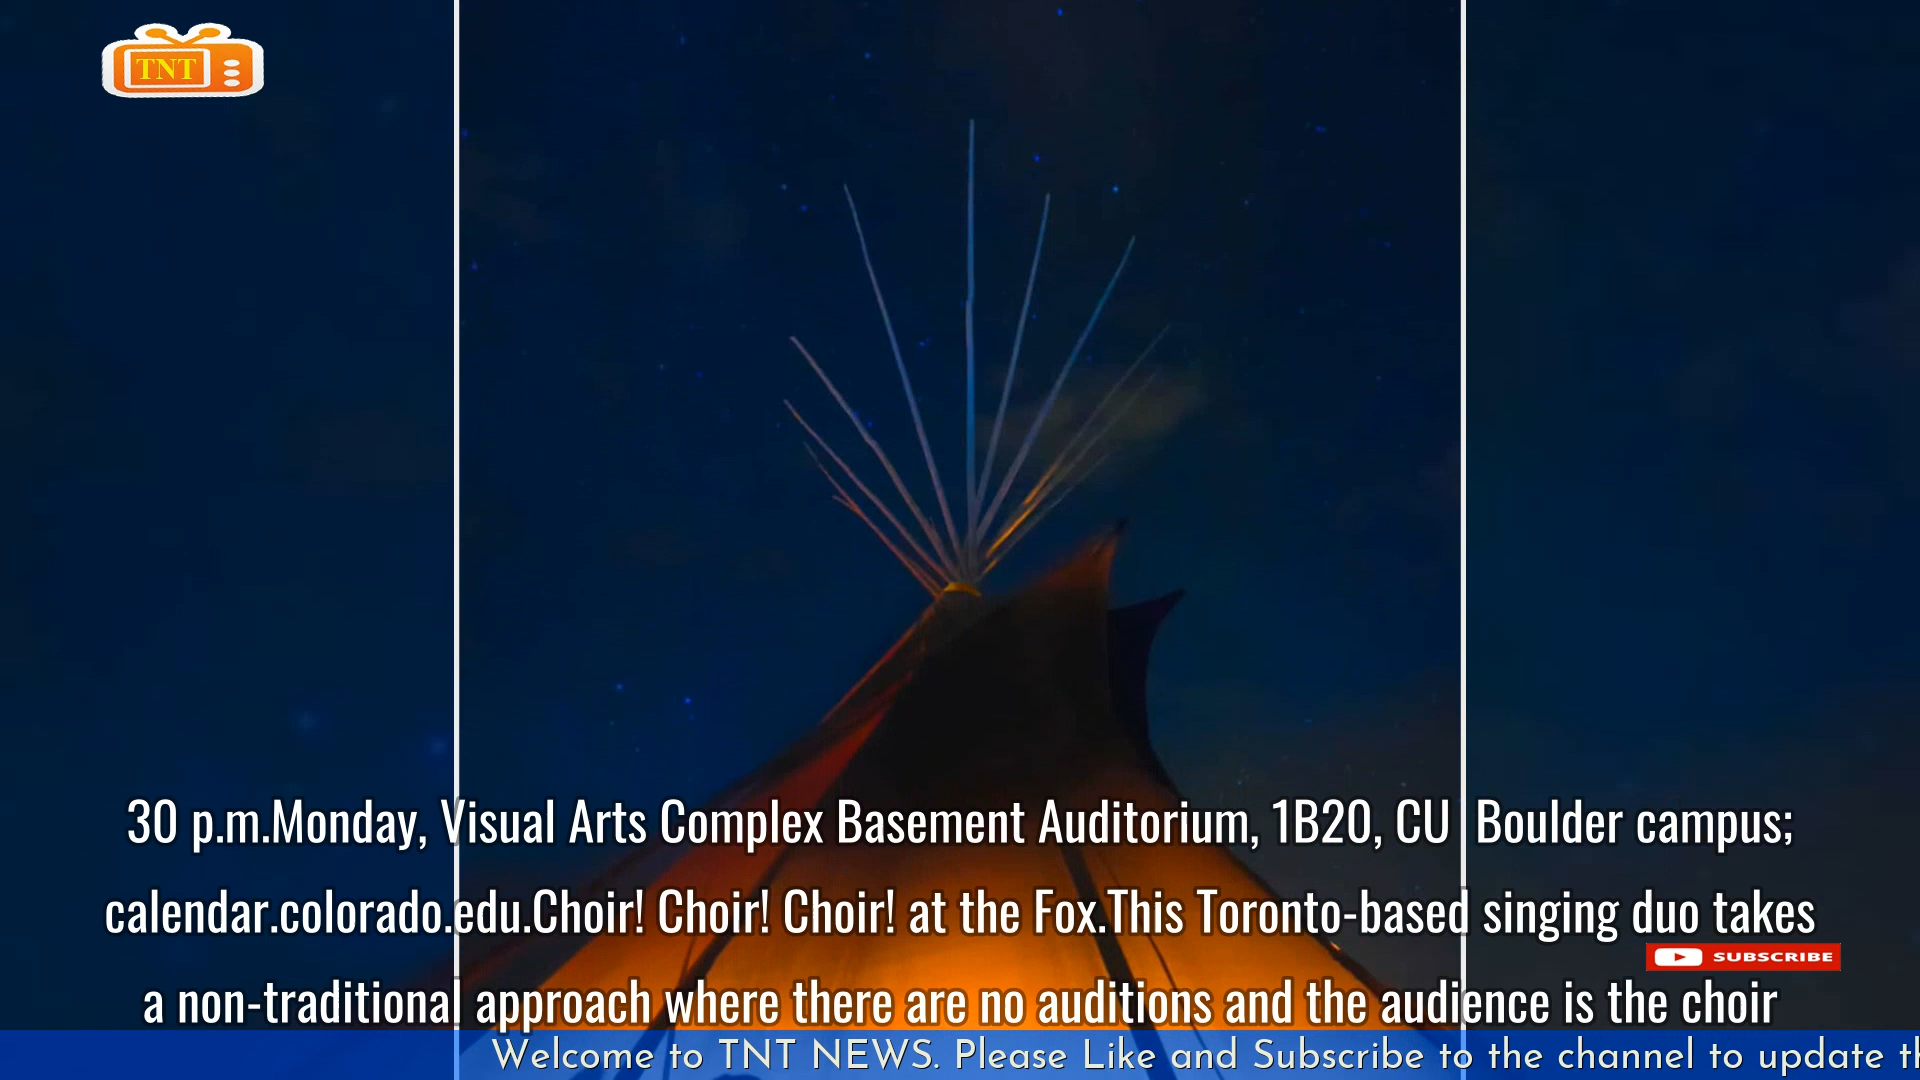 TNT
30 p.m.Monday, Visual Arts Complex Basement Auditorium, 1B20, CU Boulder campus;
calendar.colorado.edu.Choir! Choir! Choir! at the Fox.This Toronto-based singing duo takes
SUBSCRIBE
a non-traditional approach where there are no auditions and the audience is the choir
Welcome to TNT NEWS. Please Like and Subscribe to the channel to update th